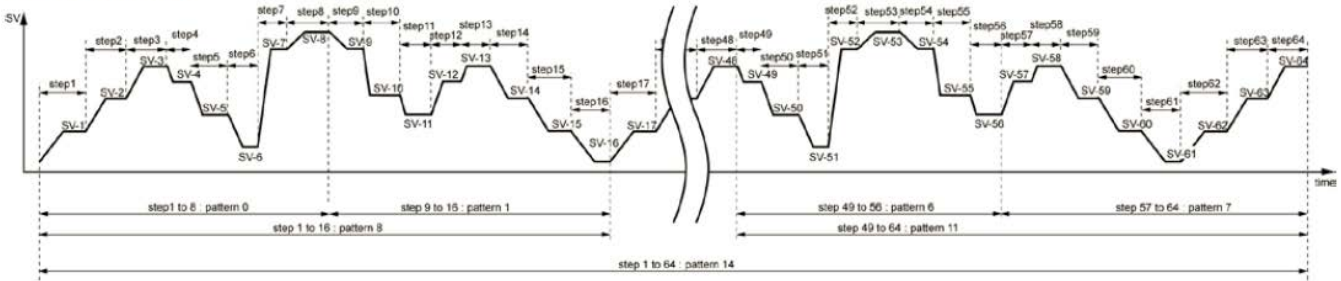 SV
step1
step2
step3
step4
step5
step6
step7
step8
step9
step10
step11
step12
step13
step14
step15
step16
step17
step48
step49
step50
step51
step52
step53
step54
step55
step56
step57
step58
step59
step60
step61
step62
step63
step64
SV-1
SV-2
SV-3
SV-4
SV-5
SV-6
SV-7
SV-8
SV-9
SV-10
SV-11
SV-12
SV-13
SV-14
SV-15
SV-16
SV-17
SV-48
SV-49
SV-50
SV-51
SV-52
SV-53
SV-54
SV-55
SV-56
SV-57
SV-58
SV-59
SV-60
SV-61
SV-62
SV-63
SV-64
time
step1 to 8 : pattern 0
step 9 to 16 : pattern 1
step 49 to 56 : pattern 6
step 57 to 64 : pattern 7
step 1 to 16 : pattern 8
step 49 to 64 : pattern 11
step 1 to 64 : pattern 14